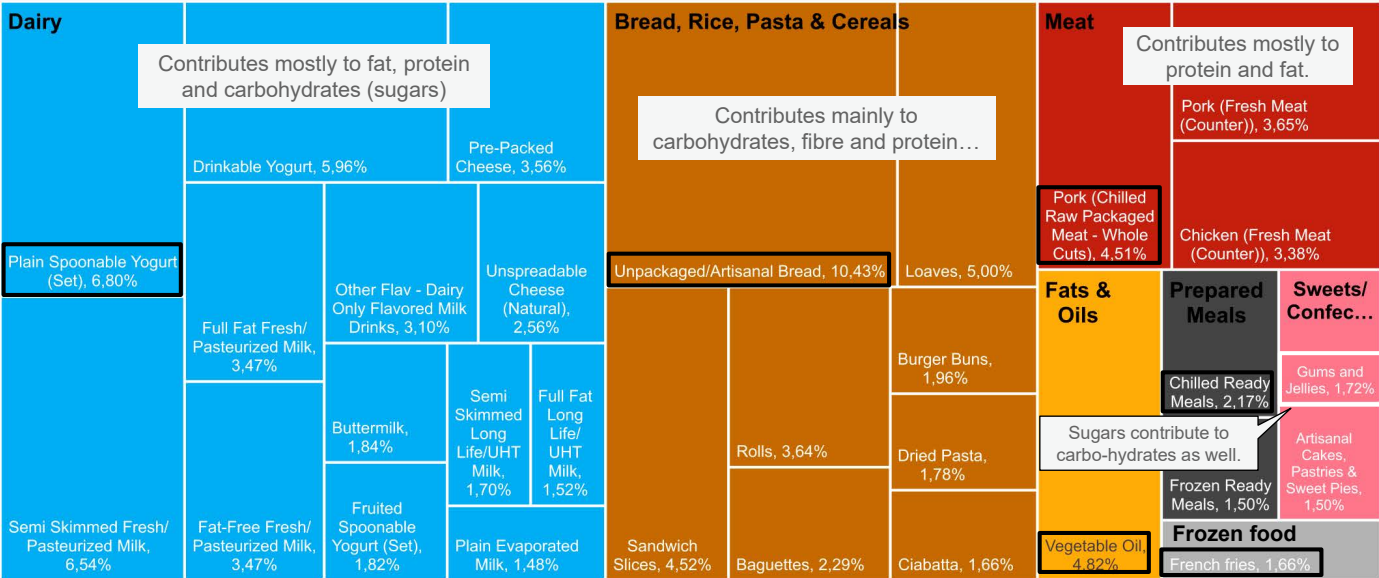 Dairy
Contributes mostly to fat, protein
and carbohydrates (sugars)
Drinkable Yogurt, 5,96%
Pre-Packed
Cheese, 3,56%
Plain Spoonable Yogurt
(Set), 6,80%
Full Fat Fresh/
Pasteurized Milk,
3,47%
Other Flav - Dairy
Only Flavored Milk
Drinks, 3,10%
Unspreadable
Cheese
(Natural),
2,56%
Semi Skimmed Fresh/
Pasteurized Milk,
6,54%
Fat-Free Fresh/
Pasteurized Milk,
3,47%
Buttermilk,
1,84%
Semi
Skimmed
Long
Life/UHT
Milk,
1,70%
Full Fat
Long
Life/
UHT
Milk,
1,52%
Fruited
Spoonable
Yogurt (Set),
1,82%
Plain Evaporated
Milk, 1,48%
Bread, Rice, Pasta & Cereals
Contributes mainly to
carbohydrates, fibre and protein…
Unpackaged/Artisanal Bread, 10,43%
Loaves, 5,00%
Sandwich
Slices, 4,52%
Rolls, 3,64%
Baguettes, 2,29%
Burger Buns,
1,96%
Dried Pasta,
1,78%
Ciabatta, 1,66%
Meat
Contributes mostly to
protein and fat.
Pork (Fresh Meat
(Counter)), 3,65%
Pork (Chilled
Raw Packaged
Meat - Whole
Cuts), 4,51%
Chicken (Fresh Meat
(Counter)), 3,38%
Fats &
Oils
Vegetable Oil,
4,82%
Prepared
Meals
Chilled Ready
Meals, 2,17%
Frozen Ready
Meals, 1,50%
Sweets/
Confec...
Gums and
Jellies, 1,72%
Sugars contribute to
carbo-hydrates as well.
Artisanal
Cakes,
Pastries &
Sweet Pies,
1,50%
Frozen food
French fries, 1,66%